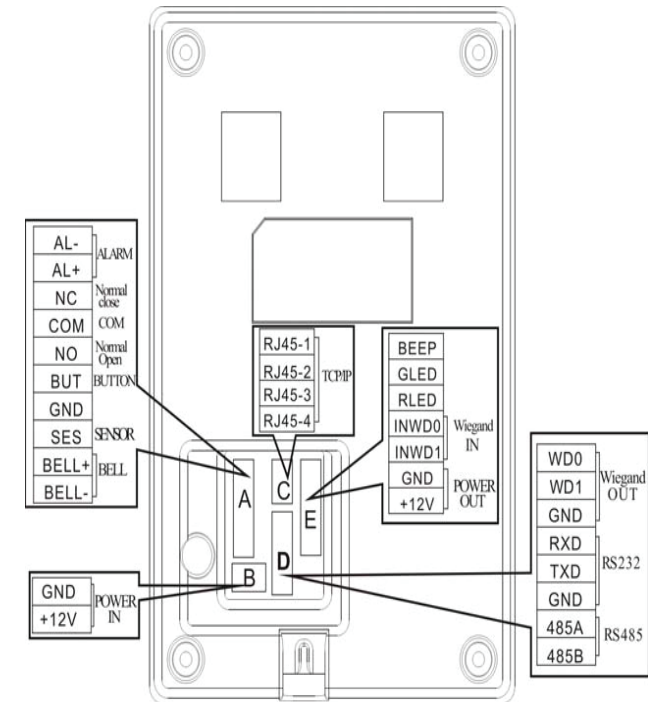 AL-
AL+
ALARM
NC Normal close
COM COM
NO Normal Open
BUT BUTTON
GND
SES SENSOR
BELL+
BELL-
BELL
RJ45-1
RJ45-2
RJ45-3
RJ45-4
TCP/IP
BEEP
GLED
RLED
INWD0
INWD1
Wiegand IN
GND
+12V
POWER OUT
WD0
WD1
GND
Wiegand OUT
RXD
TXD
GND
RS232
485A
485B
RS485
GND
+12V
POWER IN
A
B
C
D
E